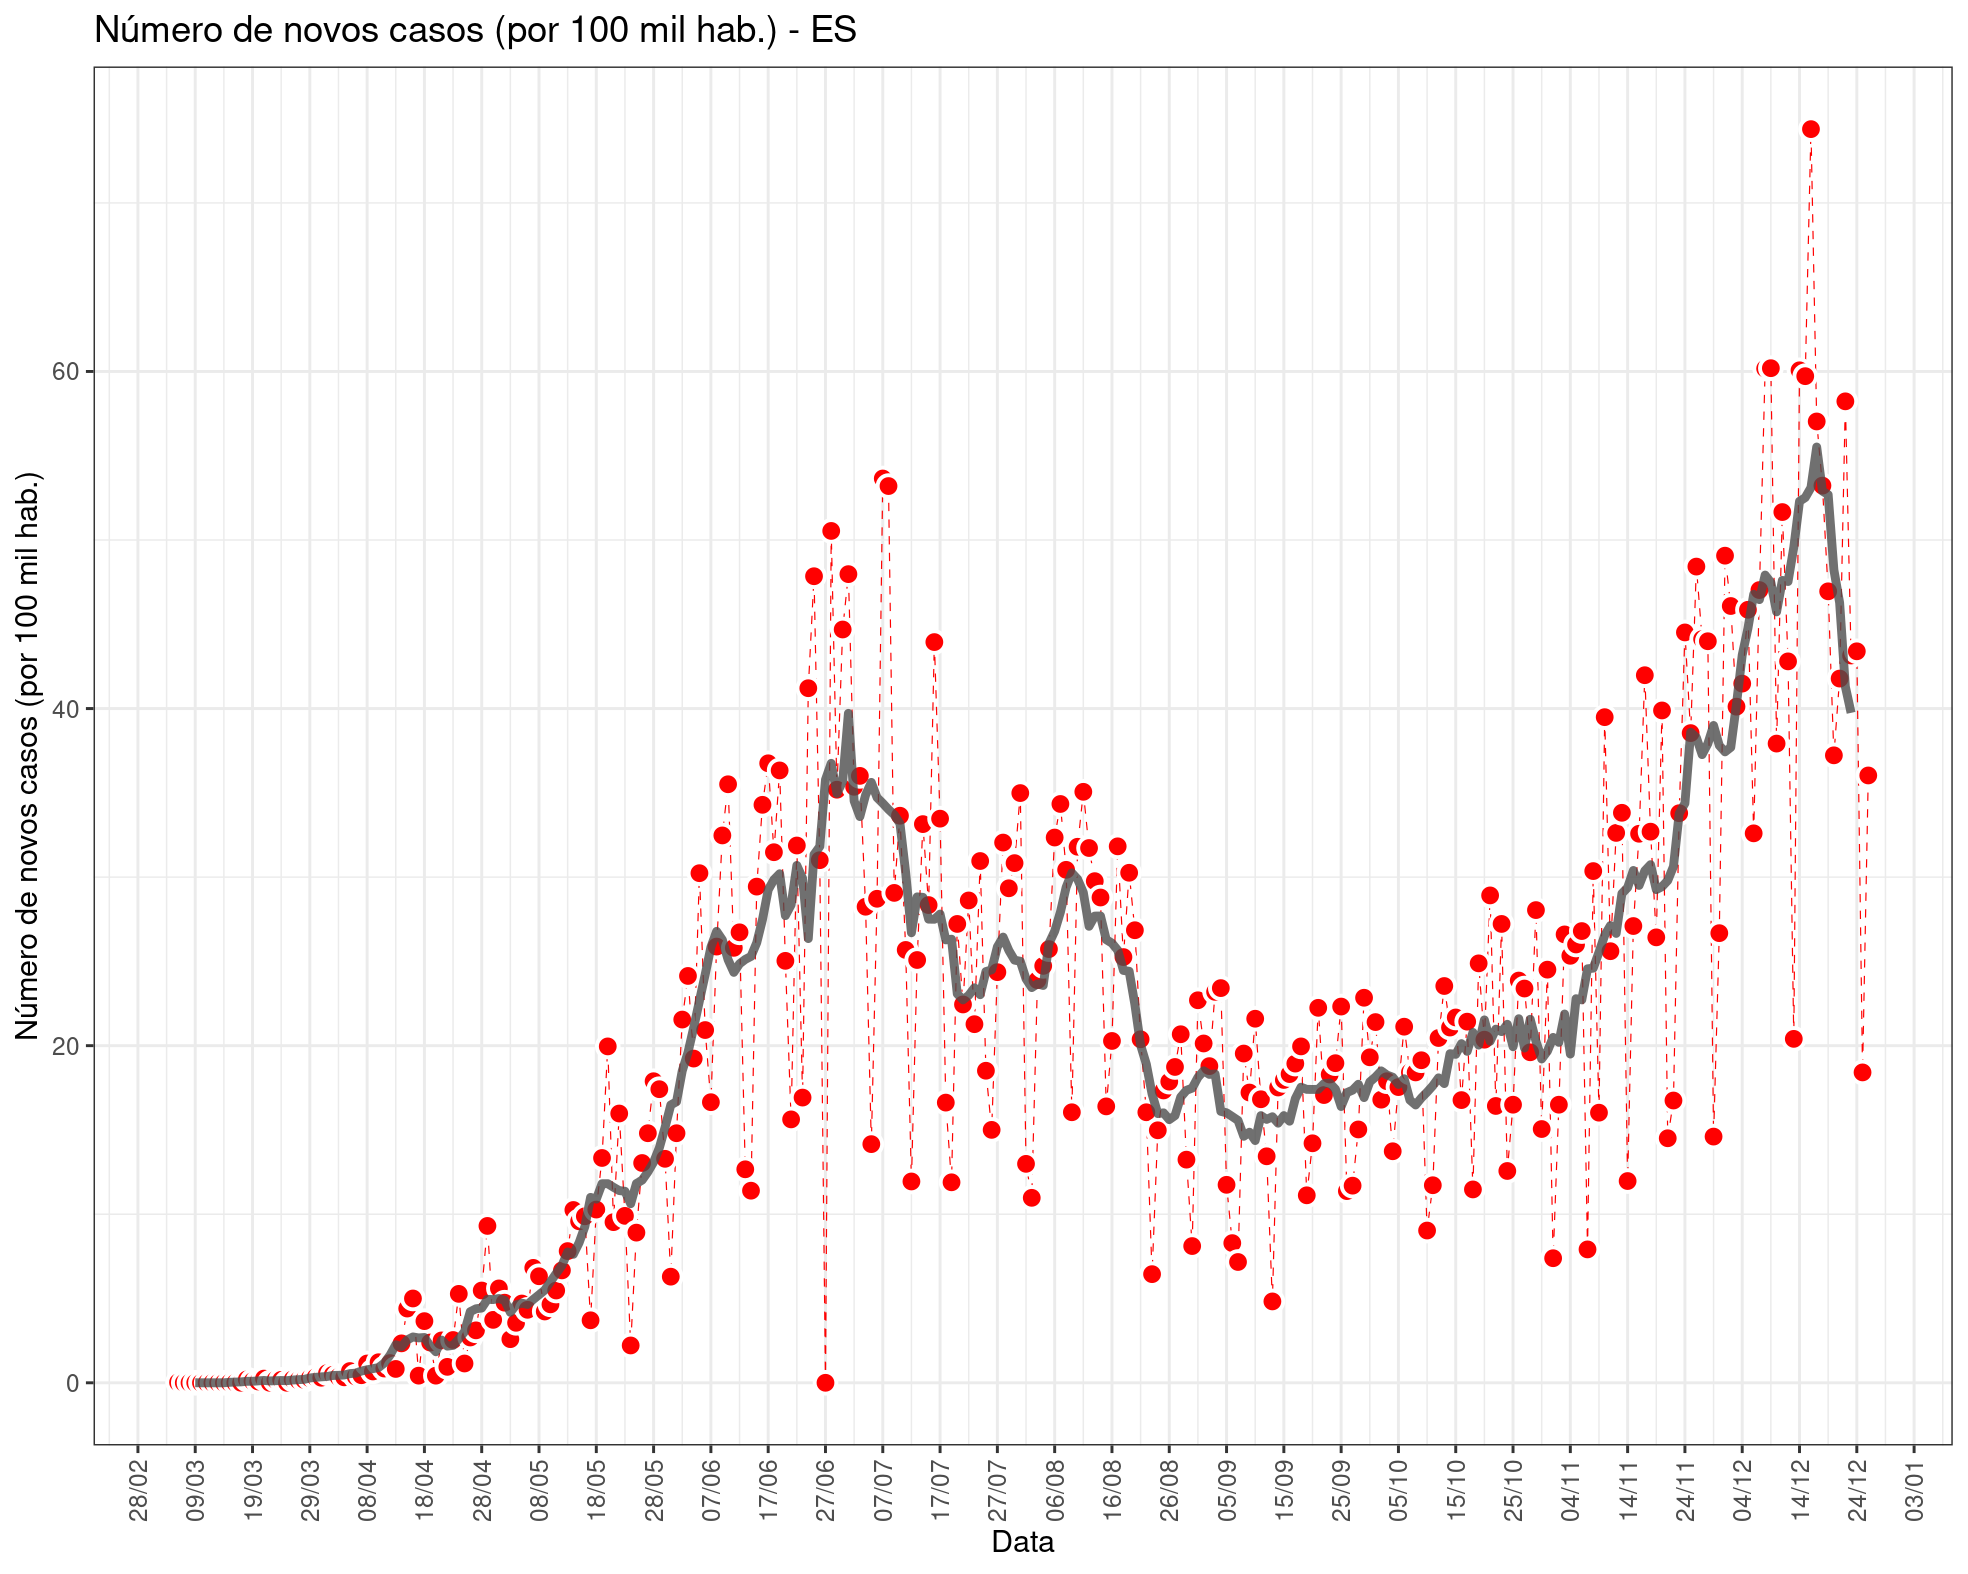 Número de novos casos (por 100 mil hab.) - ES
Número de novos casos (por 100 mil hab.)
60
40
20
0
28/02 09/03 19/03 29/03 08/04 18/04 28/04 08/05 18/05 28/05 07/06 17/06 27/06 07/07 17/07 27/07 06/08 16/08 26/08 05/09 15/09 25/09 05/10 15/10 25/10 04/11 14/11 24/11 04/12 14/12 24/12 03/01
Data